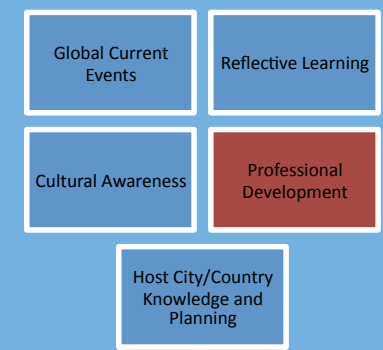 Global Current
Events
Reflective Learning
Cultural Awareness
Professional
Development
Host City/Country
Knowledge and
Planning